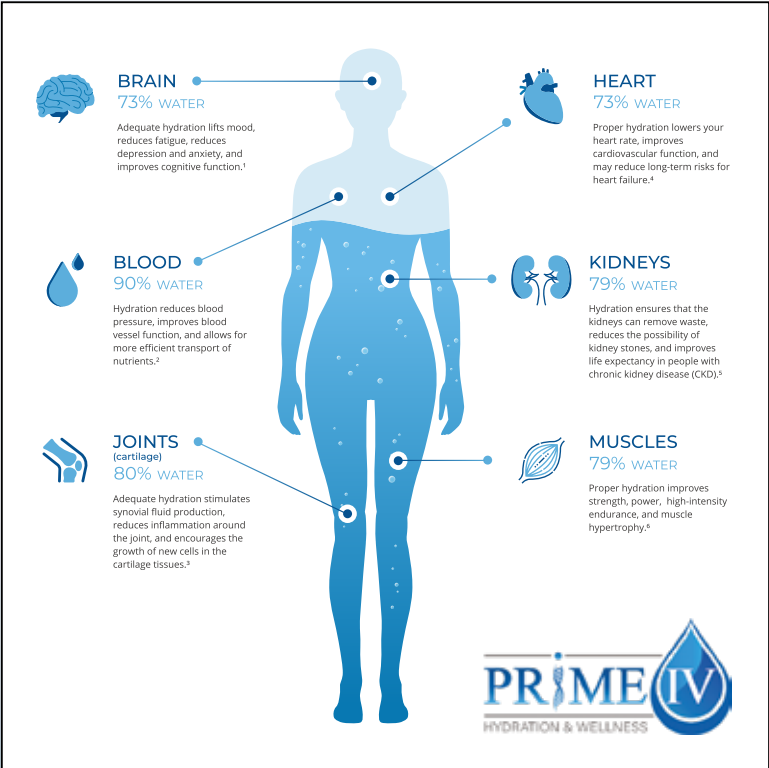 BRAIN
73% WATER
Adequate hydration lifts mood,
reduces fatigue, reduces
depression and anxiety, and
improves cognitive function.¹
BLOOD
90% WATER
Hydration reduces blood
pressure, improves blood
vessel function, and allows for
more efficient transport of
nutrients.²
JOINTS
(cartilage)
80% WATER
Adequate hydration stimulates
synovial fluid production,
reduces inflammation around
the joint, and encourages the
growth of new cells in the
cartilage tissues.³
HEART
73% WATER
Proper hydration lowers your
heart rate, improves
cardiovascular function, and
may reduce long-term risks for
heart failure.⁴
KIDNEYS
79% WATER
Hydration ensures that the
kidneys can remove waste,
reduces the possibility of
kidney stones, and improves
life expectancy in people with
chronic kidney disease (CKD).⁵
MUSCLES
79% WATER
Proper hydration improves
strength, power, high-intensity
endurance, and muscle
hypertrophy.⁶
PRiME IV
HYDRATION & WELLNESS